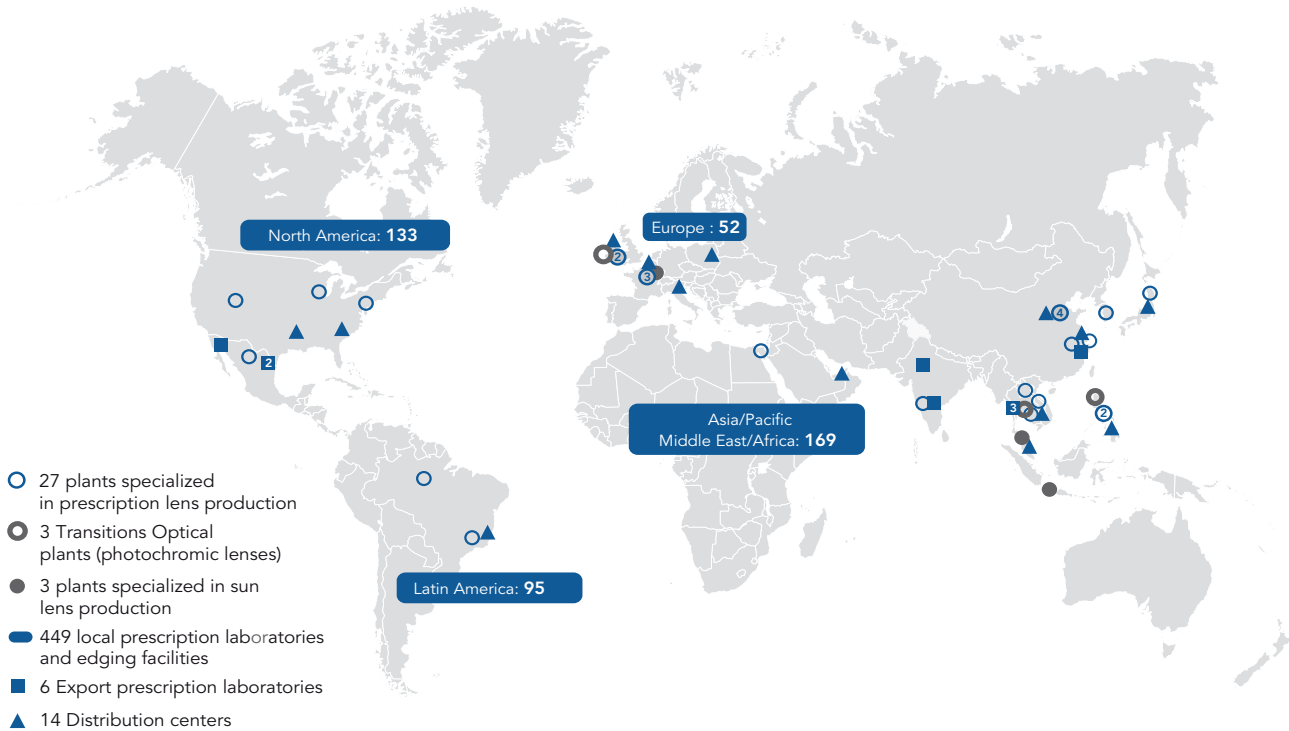 North America: 133
Europe : 52
2
3
4
2
3
2
Asia/Pacific
Middle East/Africa: 169
Latin America: 95
27 plants specialized
in prescription lens production
3 Transitions Optical
plants (photochromic lenses)
3 plants specialized in sun
lens production
449 local prescription laboratories
and edging facilities
6 Export prescription laboratories
14 Distribution centers